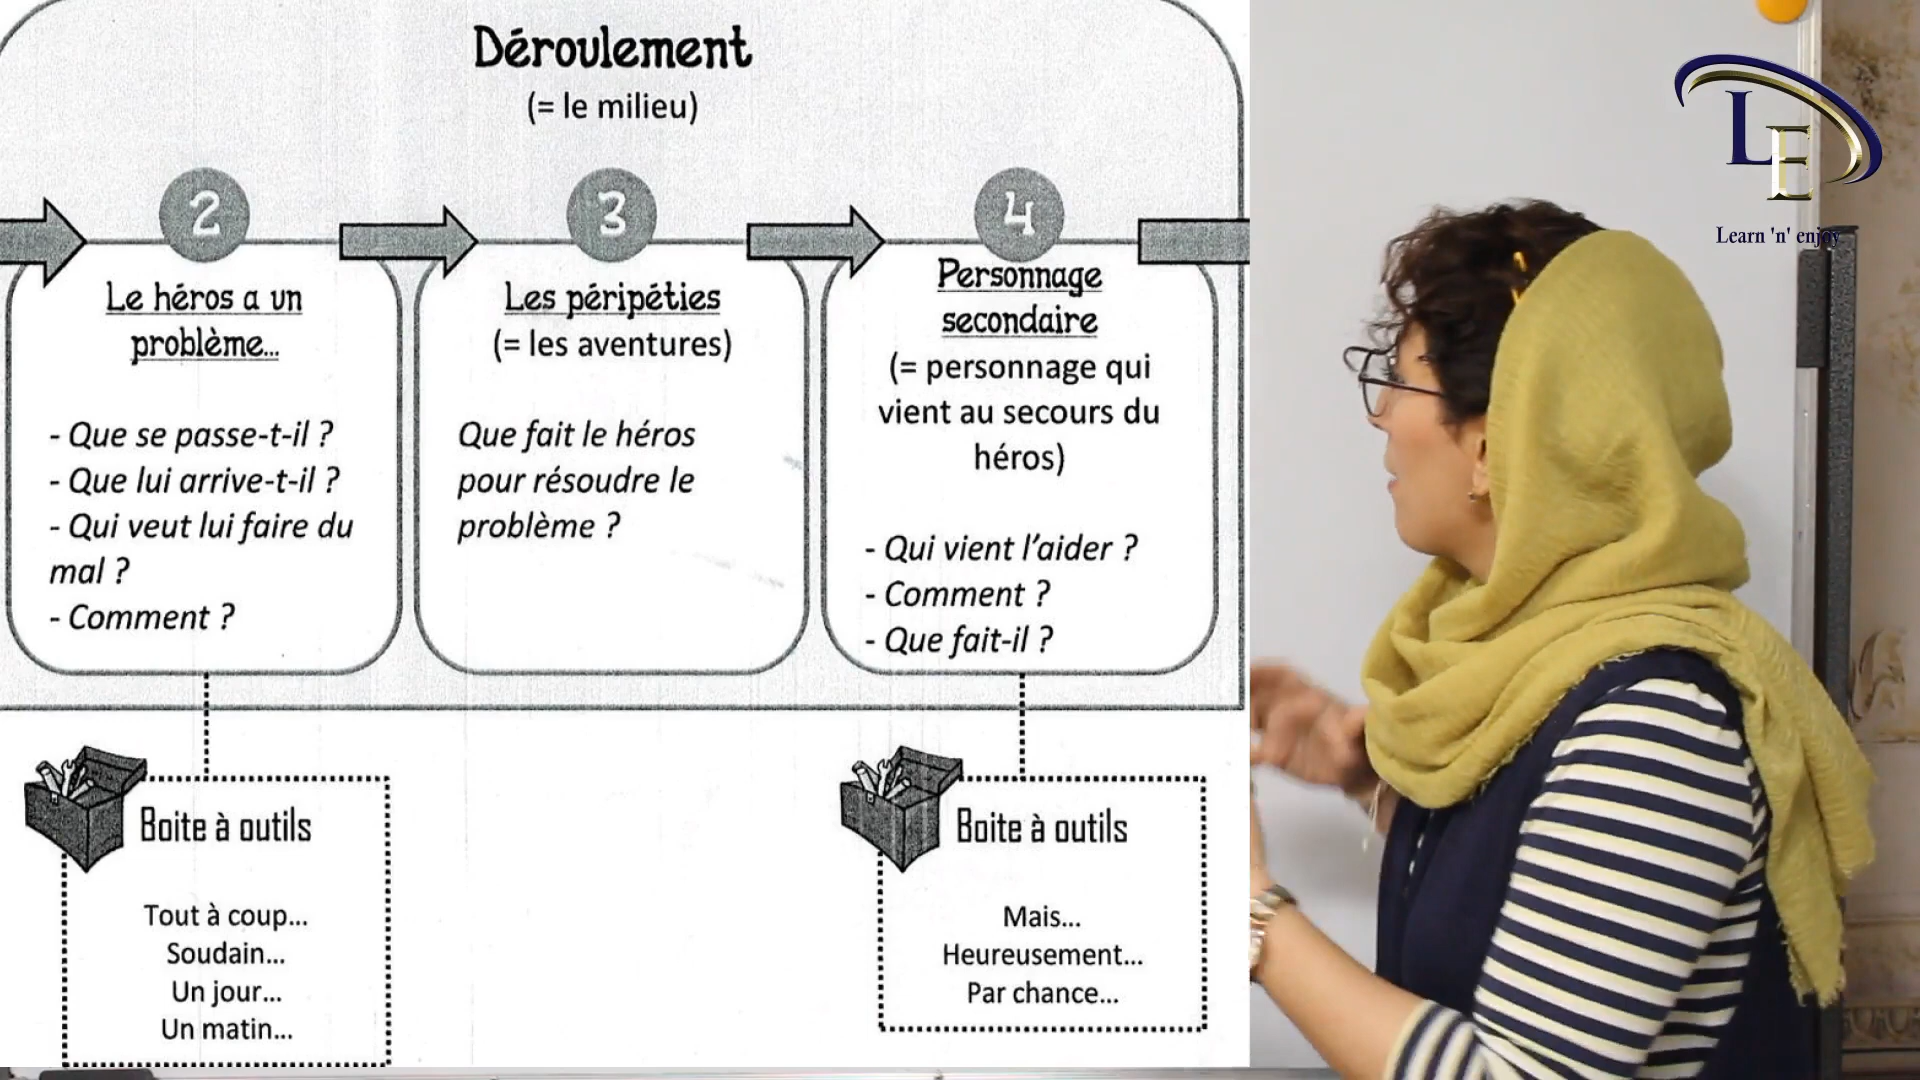 Déroulement
(= le milieu)
2
Le héros a un
problème...
- Que se passe-t-il ?
- Que lui arrive-t-il ?
- Qui veut lui faire du
mal ?
- Comment ?
3
Les péripéties
(= les aventures)
Que fait le héros
pour résoudre le
problème ?
4
Personnage
secondaire
(= personnage qui
vient au secours du
héros)
- Qui vient l’aider ?
- Comment ?
- Que fait-il ?
Boite à outils
Tout à coup...
Soudain...
Un jour...
Un matin...
Boite à outils
Mais...
Heureusement...
Par chance...
LE
Learn 'n' enjoy